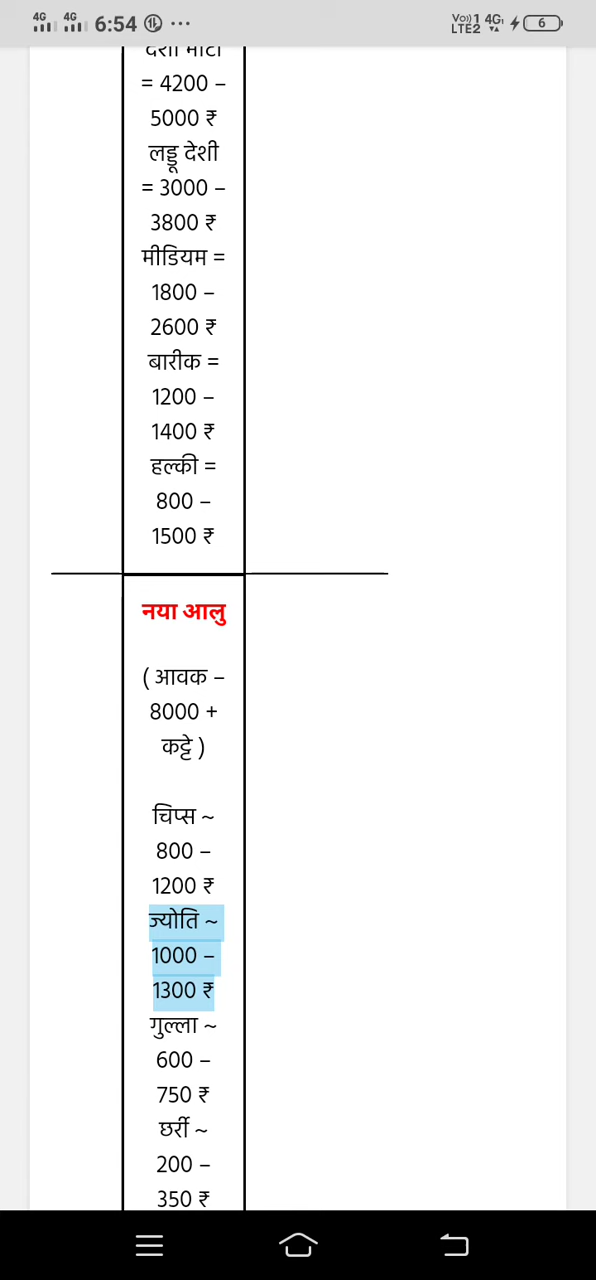 4G 4G 6:54
Vo)) 1 4G
LTE2
6
देशी मोटा
= 4200 –
5000 ₹
लड्डू देशी
= 3000 –
3800 ₹
मीडियम =
1800 –
2600 ₹
बारीक =
1200 –
1400 ₹
हल्की =
800 –
1500 ₹
नया आलु
( आवक –
8000 +
कट्टे )
चिप्स ~
800 –
1200 ₹
ज्योति ~
1000 –
1300 ₹
गुल्ला ~
600 –
750 ₹
छर्री ~
200 –
350 ₹